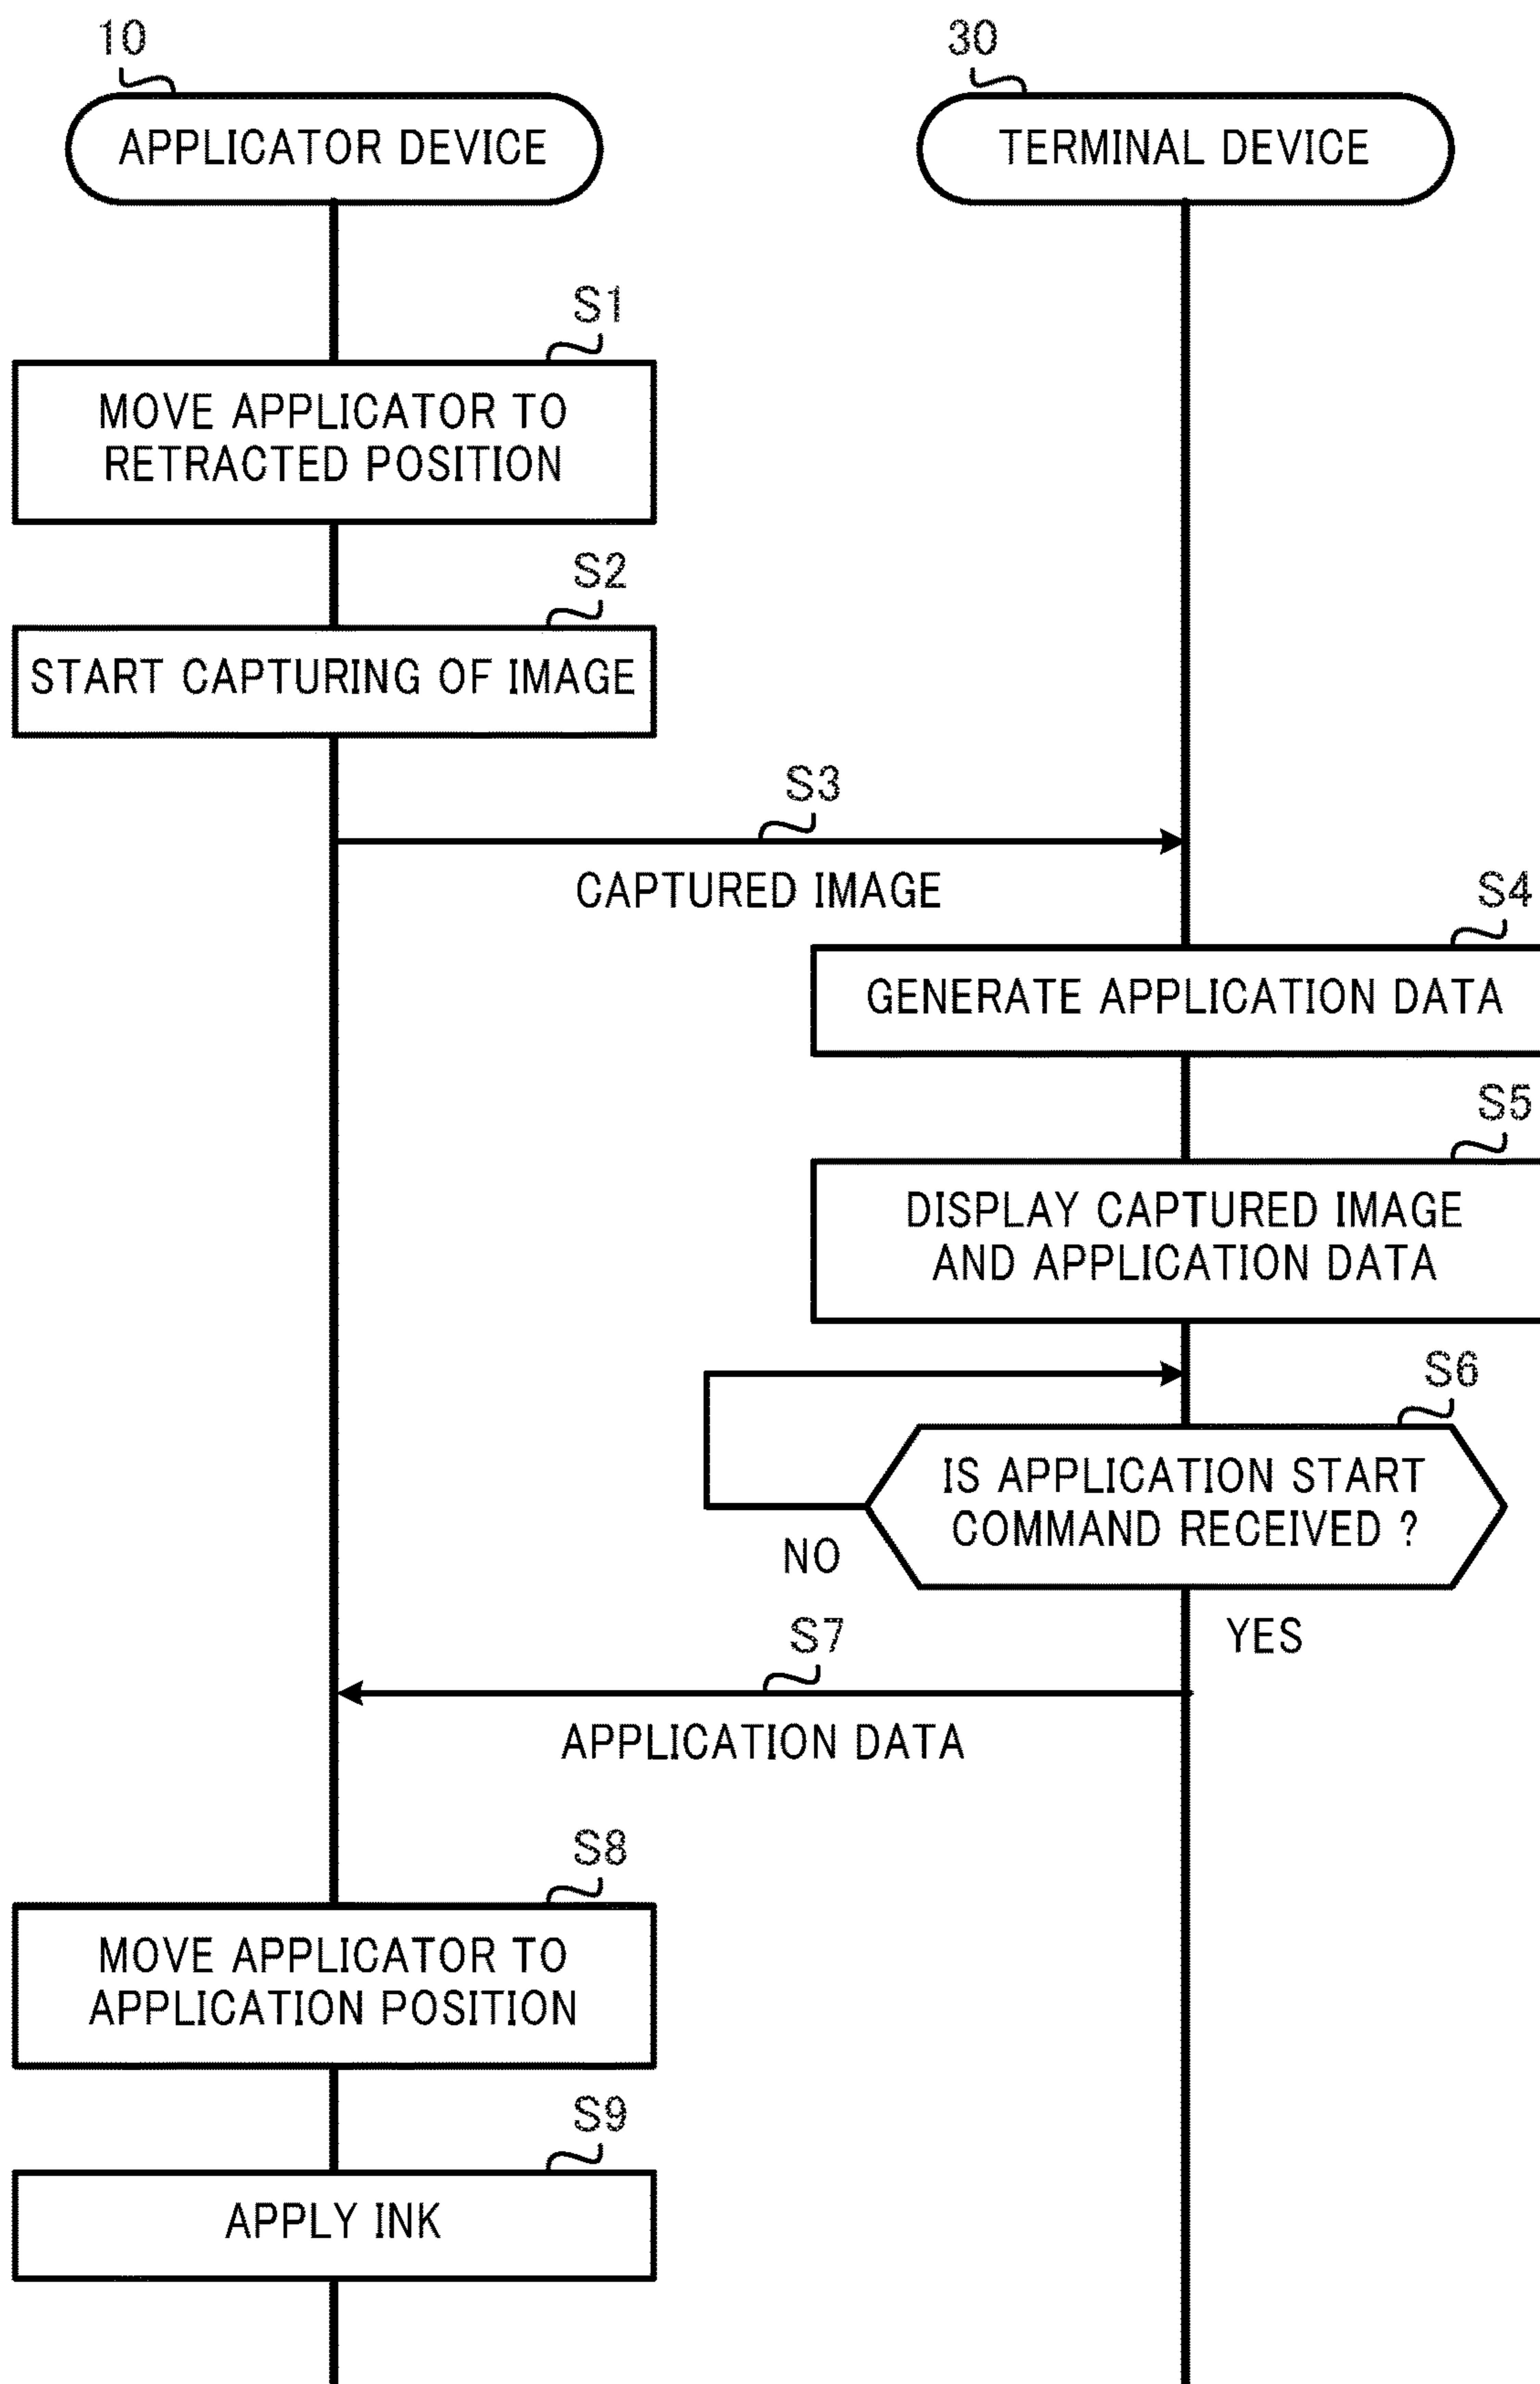 10
30
APPLICATOR DEVICE
TERMINAL DEVICE
S1
MOVE APPLICATOR TO
RETRACTED POSITION
S2
START CAPTURING OF IMAGE
S3
CAPTURED IMAGE
S4
GENERATE APPLICATION DATA
S5
DISPLAY CAPTURED IMAGE
AND APPLICATION DATA
S6
IS APPLICATION START
COMMAND RECEIVED ?
NO
YES
S7
APPLICATION DATA
S8
MOVE APPLICATOR TO
APPLICATION POSITION
S9
APPLY INK